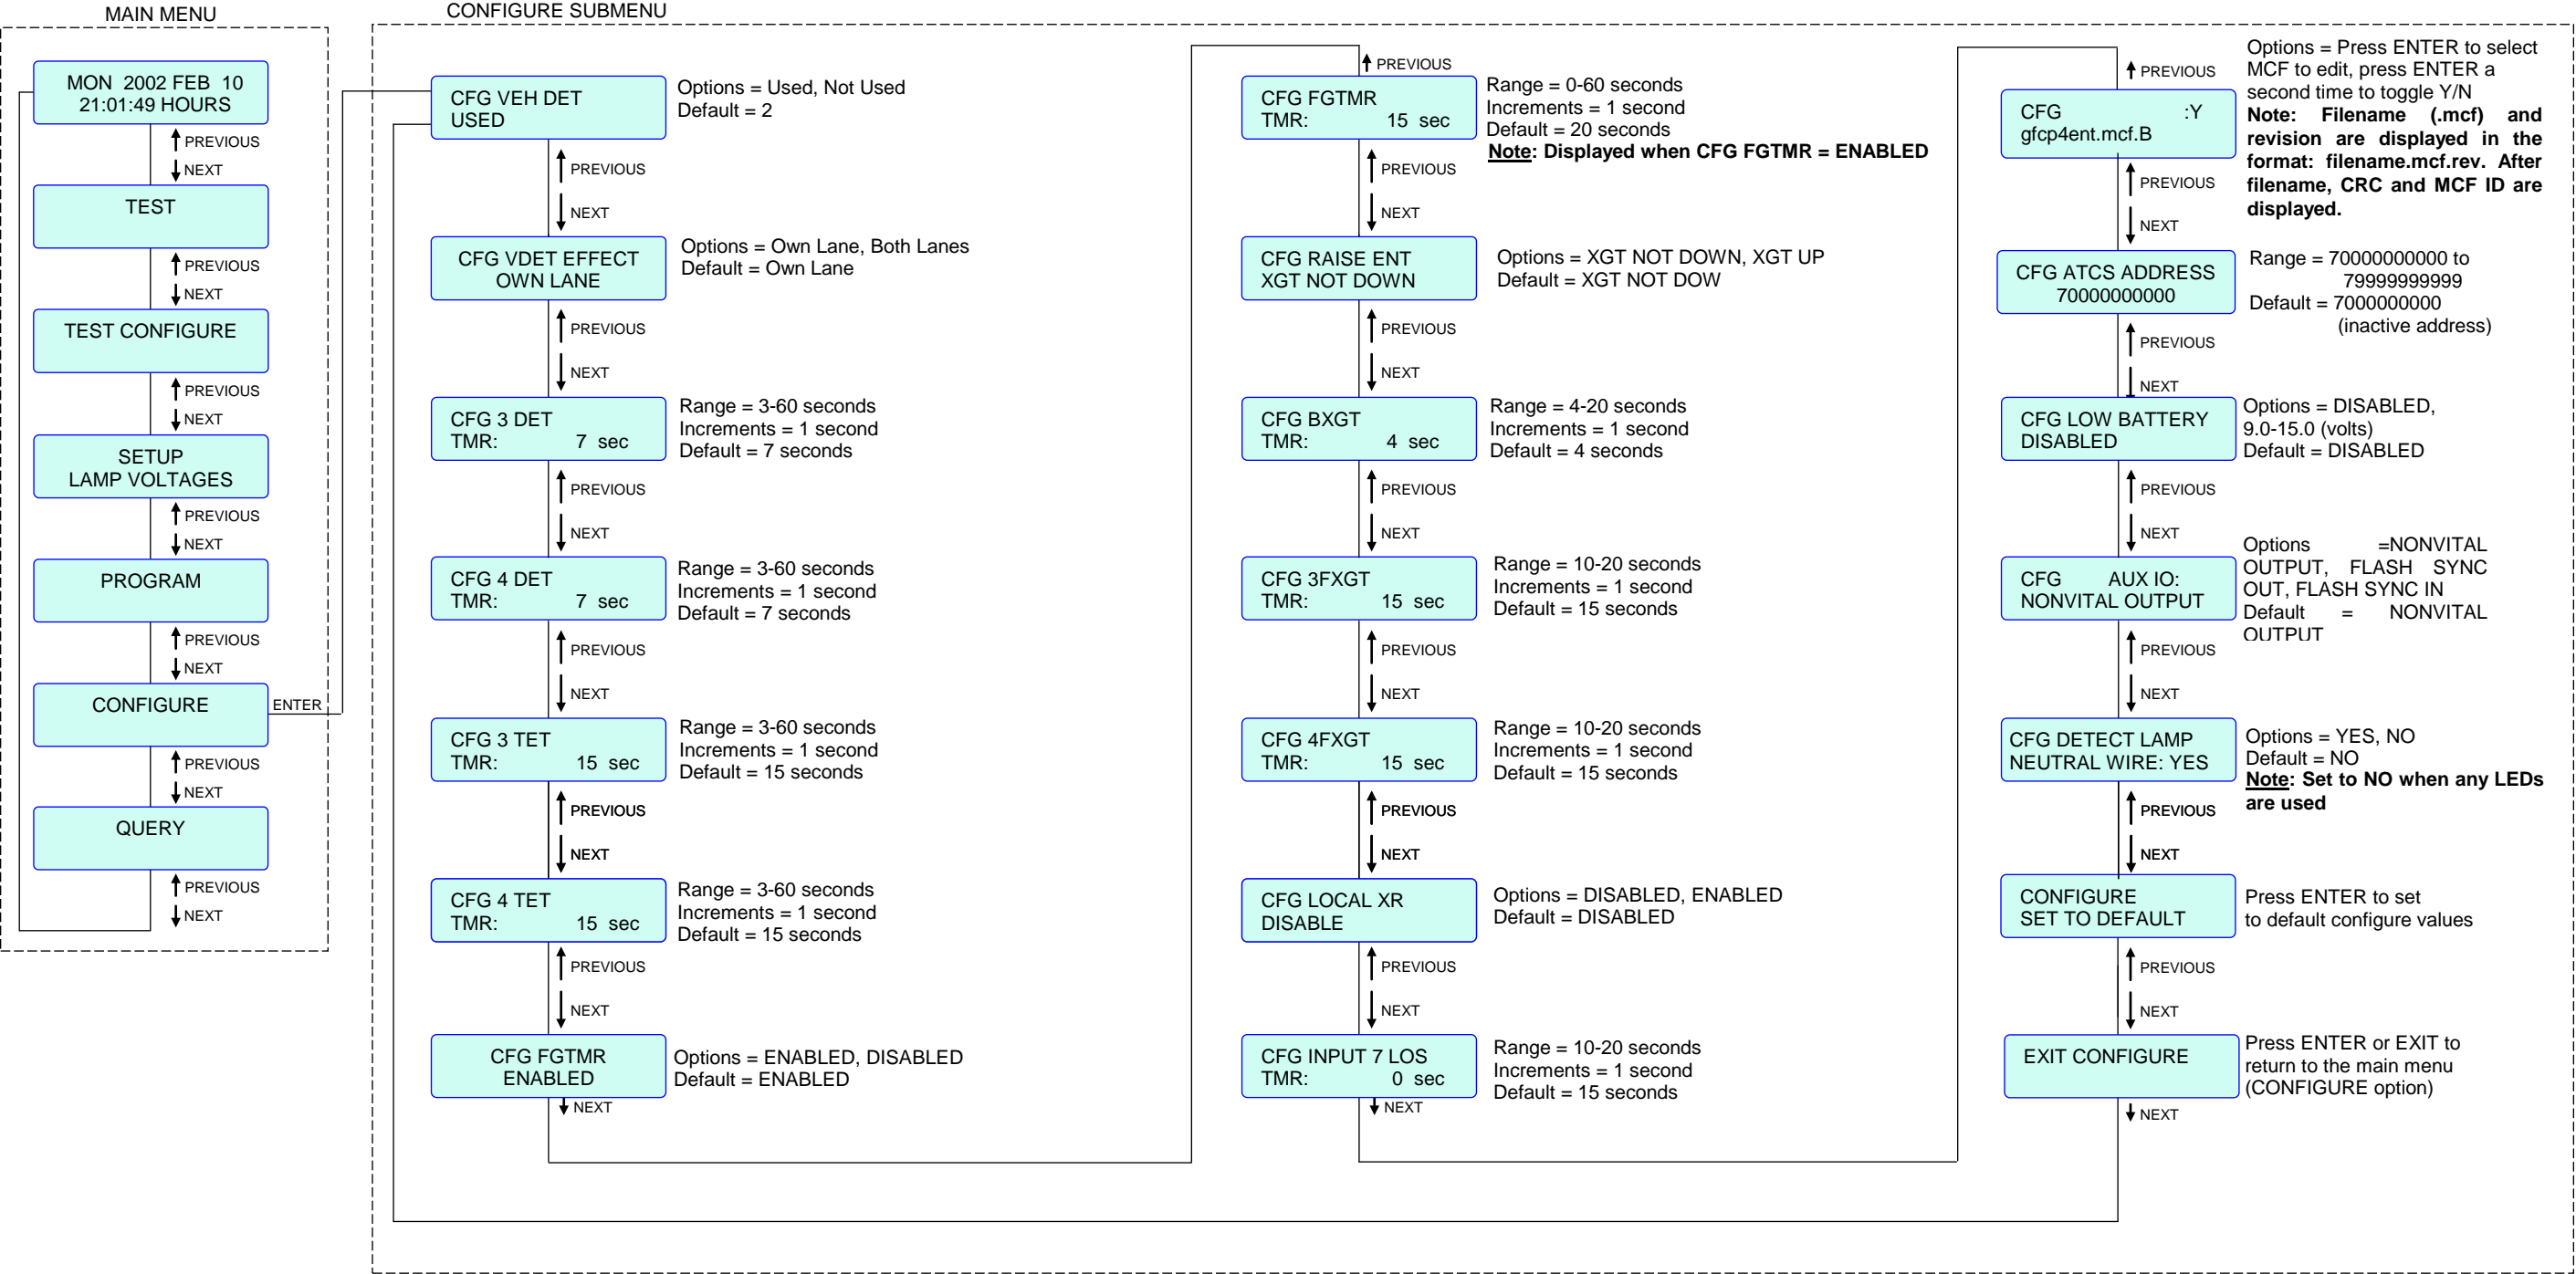 MAIN MENU
MON 2002 FEB 10
21:01:49 HOURS
PREVIOUS
NEXT
TEST
PREVIOUS
NEXT
TEST CONFIGURE
PREVIOUS
NEXT
SETUP
LAMP VOLTAGES
PREVIOUS
NEXT
PROGRAM
PREVIOUS
NEXT
CONFIGURE
ENTER
PREVIOUS
NEXT
QUERY
PREVIOUS
NEXT
CONFIGURE SUBMENU
CFG VEH DET
USED
Options = Used, Not Used
Default = 2
PREVIOUS
NEXT
CFG VDET EFFECT
OWN LANE
Options = Own Lane, Both Lanes
Default = Own Lane
PREVIOUS
NEXT
CFG 3 DET
TMR: 7 sec
Range = 3-60 seconds
Increments = 1 second
Default = 7 seconds
PREVIOUS
NEXT
CFG 4 DET
TMR: 7 sec
Range = 3-60 seconds
Increments = 1 second
Default = 7 seconds
PREVIOUS
NEXT
CFG 3 TET
TMR: 15 sec
Range = 3-60 seconds
Increments = 1 second
Default = 15 seconds
PREVIOUS
NEXT
CFG 4 TET
TMR: 15 sec
Range = 3-60 seconds
Increments = 1 second
Default = 15 seconds
PREVIOUS
NEXT
CFG FGTMR
ENABLED
Options = ENABLED, DISABLED
Default = ENABLED
NEXT
PREVIOUS
CFG FGTMR
TMR: 15 sec
Range = 0-60 seconds
Increments = 1 second
Default = 20 seconds
Note: Displayed when CFG FGTMR = ENABLED
PREVIOUS
NEXT
CFG RAISE ENT
XGT NOT DOWN
Options = XGT NOT DOWN, XGT UP
Default = XGT NOT DOW
PREVIOUS
NEXT
CFG BXGT
TMR: 4 sec
Range = 4-20 seconds
Increments = 1 second
Default = 4 seconds
PREVIOUS
NEXT
CFG 3FXGT
TMR: 15 sec
Range = 10-20 seconds
Increments = 1 second
Default = 15 seconds
PREVIOUS
NEXT
CFG 4FXGT
TMR: 15 sec
Range = 10-20 seconds
Increments = 1 second
Default = 15 seconds
PREVIOUS
NEXT
CFG LOCAL XR
DISABLE
Options = DISABLED, ENABLED
Default = DISABLED
PREVIOUS
NEXT
CFG INPUT 7 LOS
TMR: 0 sec
Range = 10-20 seconds
Increments = 1 second
Default = 15 seconds
NEXT
PREVIOUS
CFG :Y
gfcp4ent.mcf.B
Options = Press ENTER to select
MCF to edit, press ENTER a
second time to toggle Y/N
Note: Filename (.mcf) and
revision are displayed in the
format: filename.mcf.rev. After
filename, CRC and MCF ID are
displayed.
PREVIOUS
NEXT
CFG ATCS ADDRESS
70000000000
Range = 70000000000 to
79999999999
Default = 7000000000
(inactive address)
PREVIOUS
NEXT
CFG LOW BATTERY
DISABLED
Options = DISABLED,
9.0-15.0 (volts)
Default = DISABLED
PREVIOUS
NEXT
CFG AUX IO:
NONVITAL OUTPUT
Options =NONVITAL
OUTPUT, FLASH SYNC
OUT, FLASH SYNC IN
Default = NONVITAL
OUTPUT
PREVIOUS
NEXT
CFG DETECT LAMP
NEUTRAL WIRE: YES
Options = YES, NO
Default = NO
Note: Set to NO when any LEDs
are used
PREVIOUS
NEXT
CONFIGURE
SET TO DEFAULT
Press ENTER to set
to default configure values
PREVIOUS
NEXT
EXIT CONFIGURE
Press ENTER or EXIT to
return to the main menu
(CONFIGURE option)
NEXT